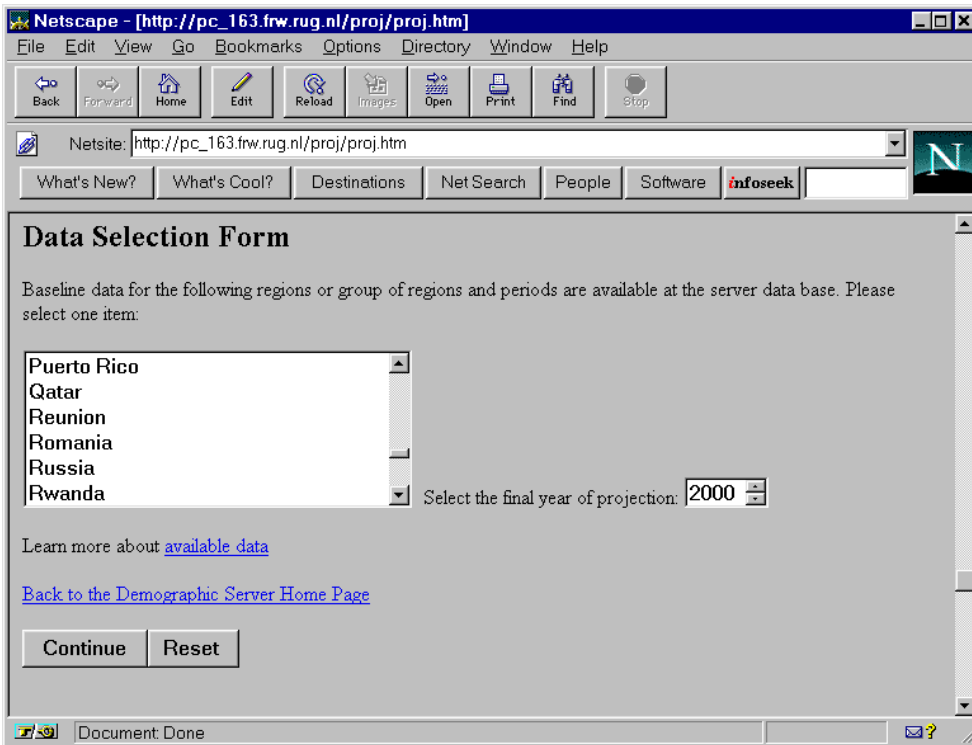 Netscape - [http://pc_163.frw.rug.nl/proj/proj.htm]
File Edit View Go Bookmarks Options Directory Window Help
Back Forward Home Edit Reload Images Open Print Find Stop
Netsite: http://pc_163.frw.rug.nl/proj/proj.htm
N
What's New? What's Cool? Destinations Net Search People Software infoseek
Data Selection Form
Baseline data for the following regions or group of regions and periods are available at the server data base. Please
select one item:
Puerto Rico
Qatar
Reunion
Romania
Russia
Rwanda
Select the final year of projection: 2000
Learn more about available data
Back to the Demographic Server Home Page
Continue Reset
Document: Done